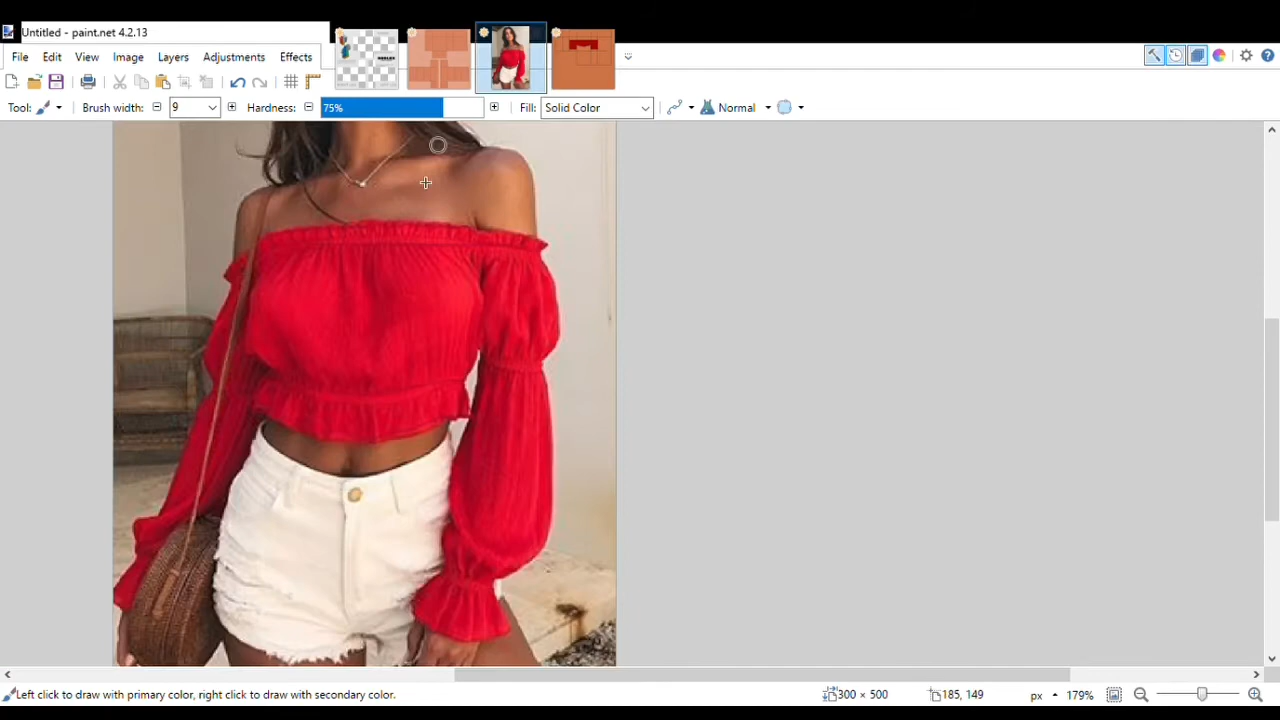 Untitled - paint.net 4.2.13
File Edit View Image Layers Adjustments Effects
Tool: Brush width: 9 Hardness: 75% Fill: Solid Color Normal
Left click to draw with primary color, right click to draw with secondary color. 300 × 500 185, 149 px 179%